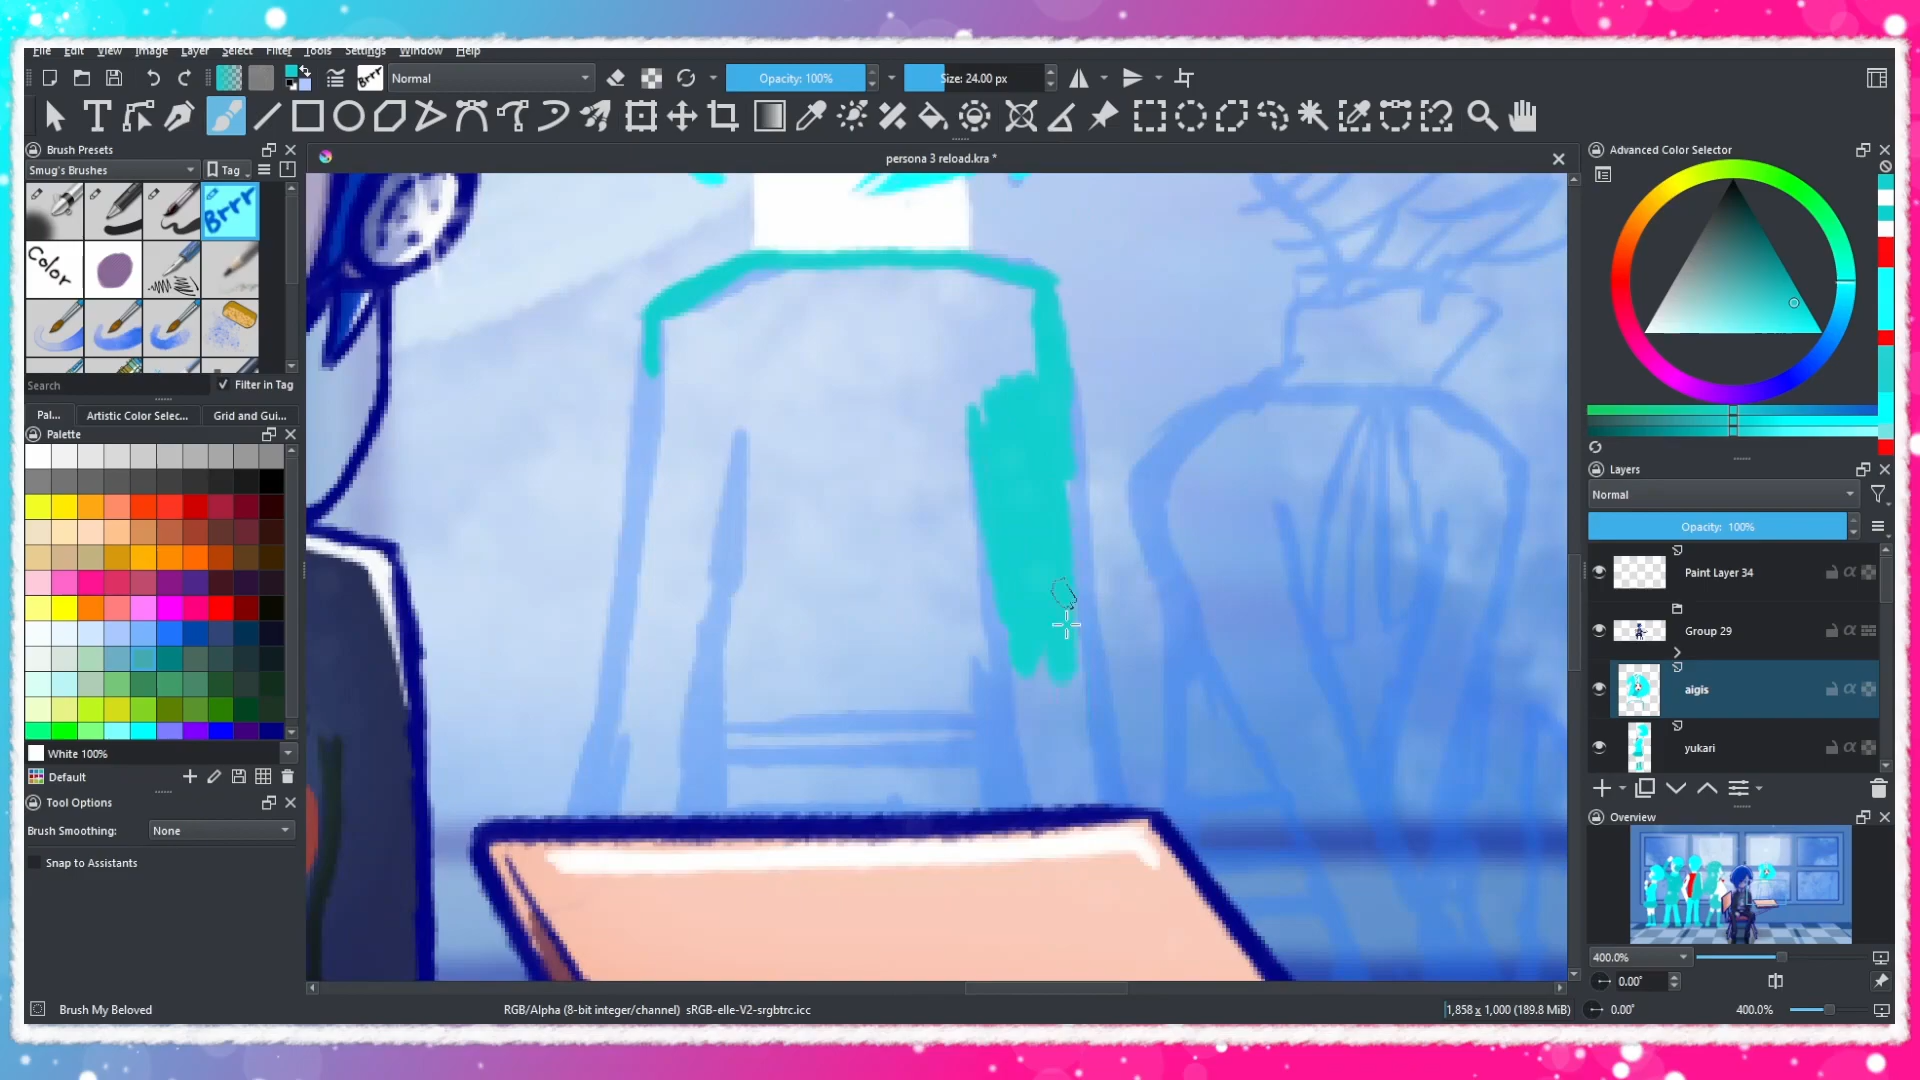 File Edit View Image Layer Select Filter Tools Settings Window Help
Brrr Normal Opacity: 100% Size: 24.00 px
Brush Presets
Smug's Brushes Tag
Brrr
Color
Search Filter in Tag
Pal... Artistic Color Selec... Grid and Gui...
Palette
White 100%
Default
Tool Options
Brush Smoothing: None
Snap to Assistants
Brush My Beloved
persona 3 reload.kra *
RGB/Alpha (8-bit integer/channel) sRGB-elle-V2-srgbtrc.icc
1,858 x 1,000 (189.8 MiB)
0.00°
400.0%
Advanced Color Selector
Layers
Normal
Opacity: 100%
Paint Layer 34
Group 29
aigis
yukari
Overview
400.0%
0.00°